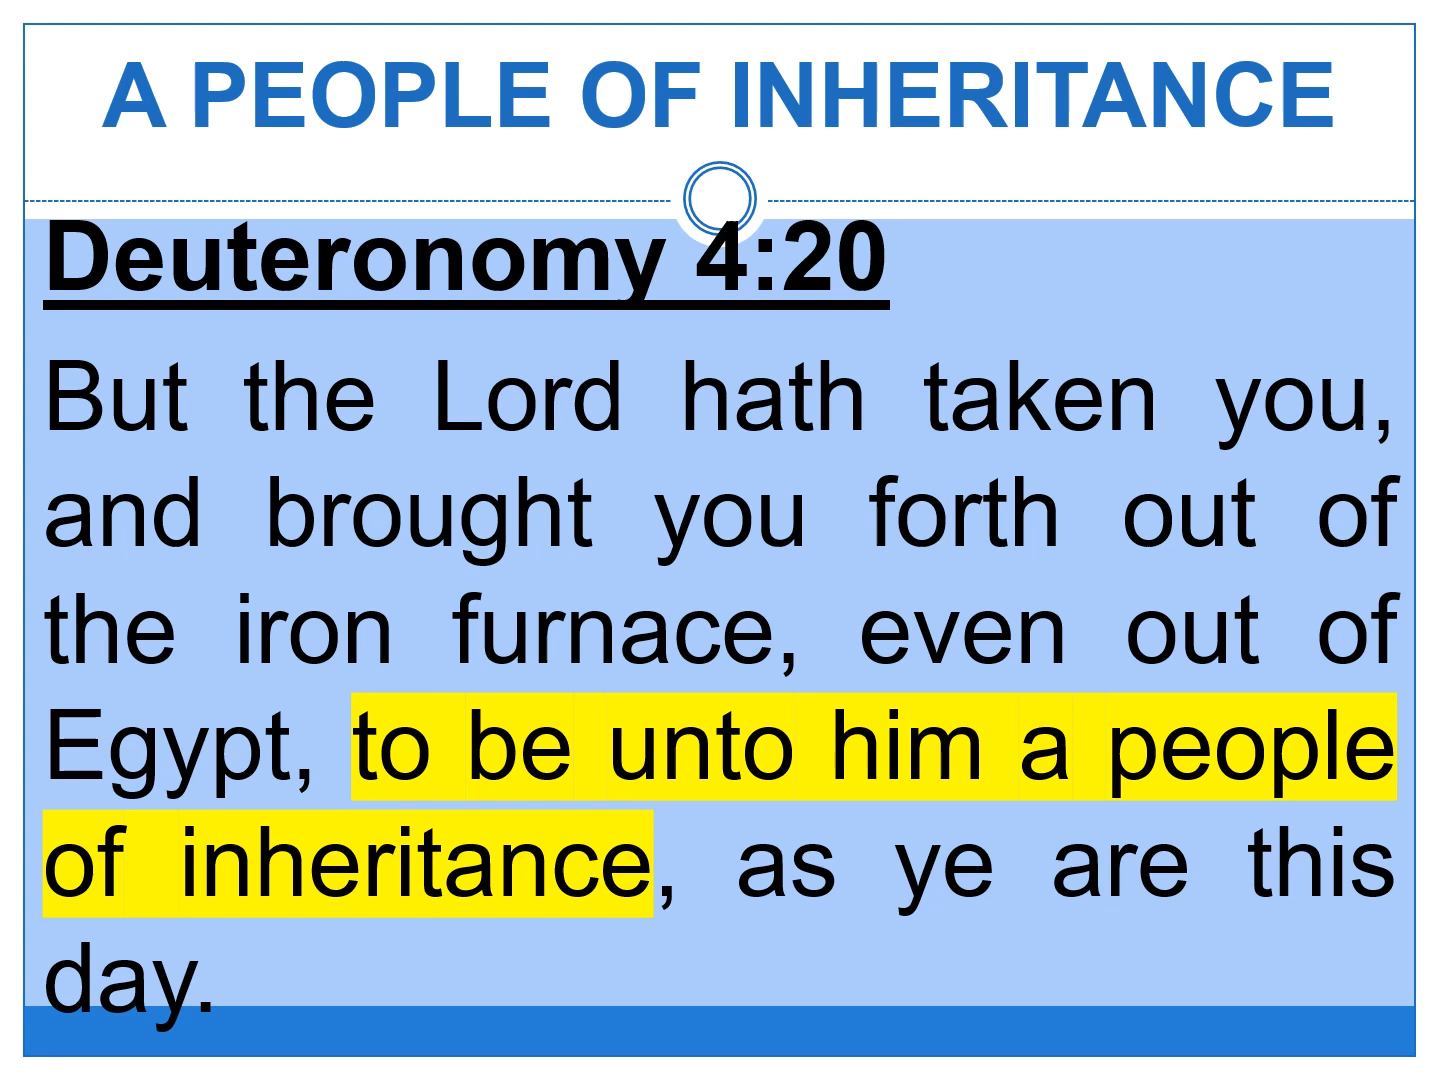 A PEOPLE OF INHERITANCE
Deuteronomy 4:20
But the Lord hath taken you,
and brought you forth out of
the iron furnace, even out of
Egypt, to be unto him a people
of inheritance, as ye are this
day.